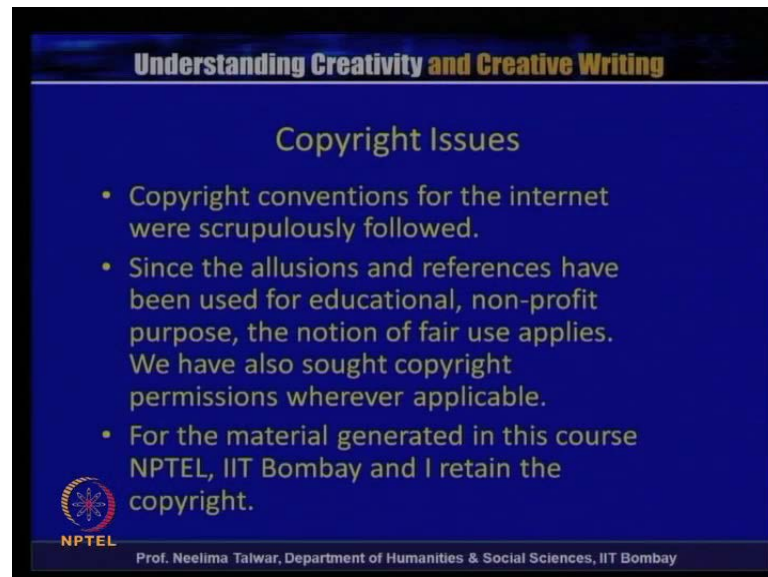 Understanding Creativity and Creative Writing
Copyright Issues
• Copyright conventions for the internet
were scrupulously followed.
• Since the allusions and references have
been used for educational, non-profit
purpose, the notion of fair use applies.
We have also sought copyright
permissions wherever applicable.
• For the material generated in this course
NPTEL, IIT Bombay and I retain the
copyright.
NPTEL
Prof. Neelima Talwar, Department of Humanities & Social Sciences, IIT Bombay